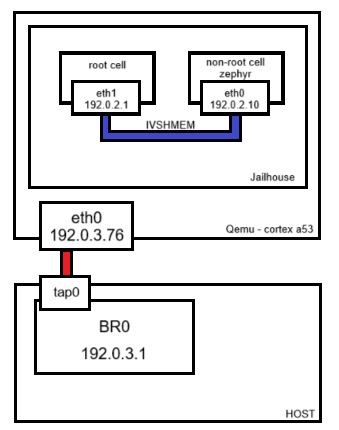 root cell
non-root cell
zephyr
eth1
192.0.2.1
eth0
192.0.2.10
IVSHMEM
Jailhouse
eth0
192.0.3.76
Qemu - cortex a53
tap0
BR0
192.0.3.1
HOST